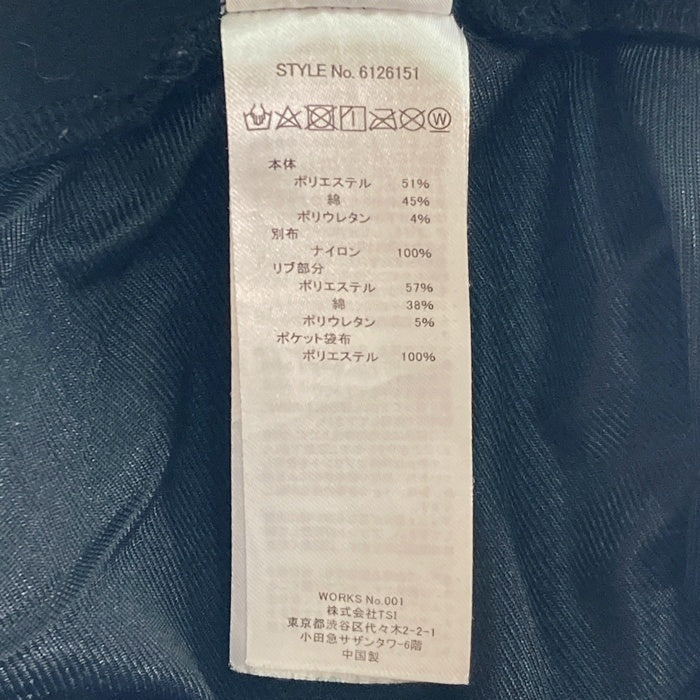 STYLE No. 6126151
W
本体
ポリエステル 51%
綿 45%
ポリウレタン 4%
別布
ナイロン 100%
リブ部分
ポリエステル 57%
綿 38%
ポリウレタン 5%
ポケット袋布
ポリエステル 100%
WORKS No.001
株式会社TSI
東京都渋谷区代々木2-2-1
小田急サザンタワー6階
中国製